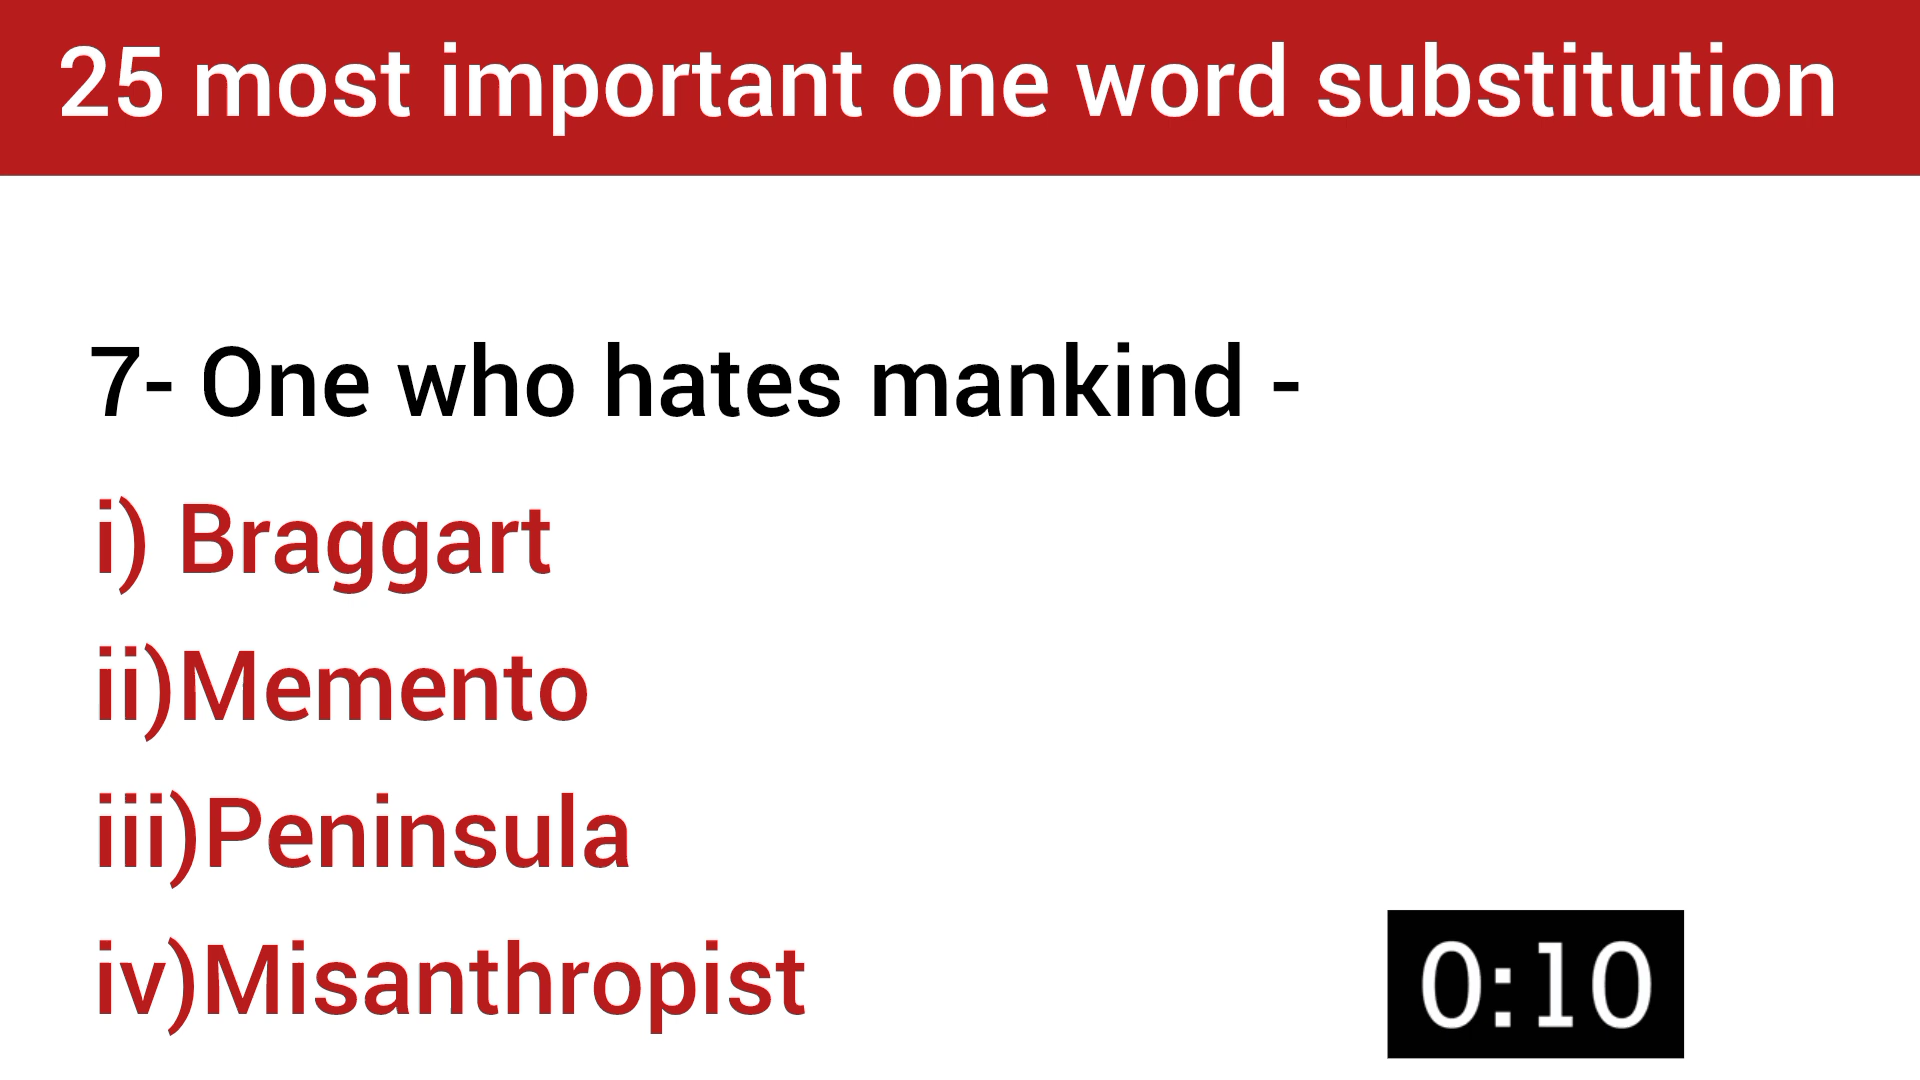 25 most important one word substitution
7- One who hates mankind -
i) Braggart
ii)Memento
iii)Peninsula
iv)Misanthropist
0:10